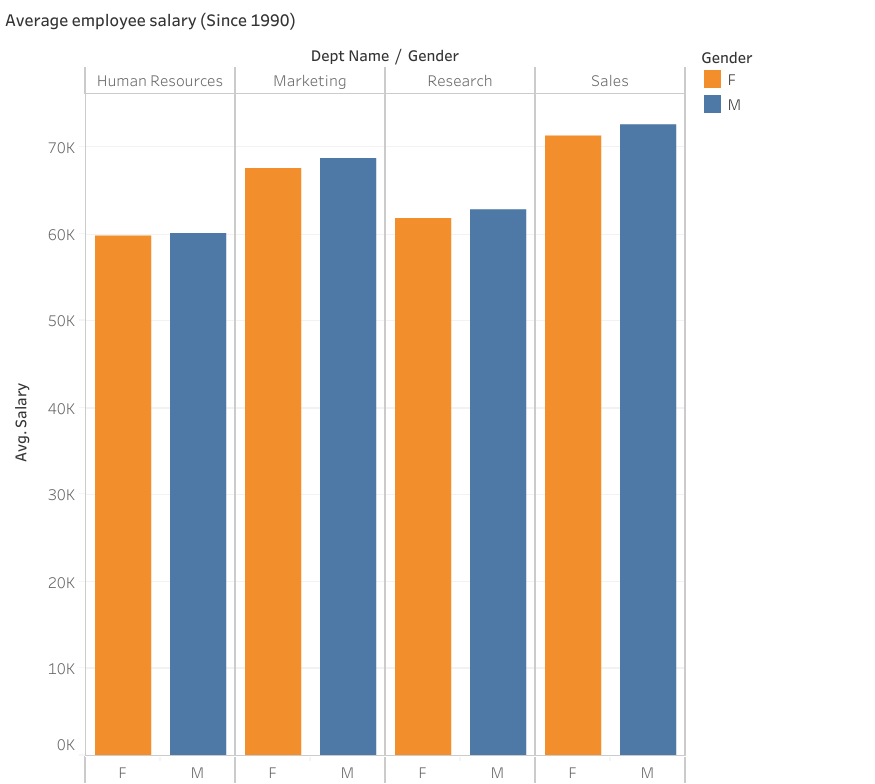 Average employee salary (Since 1990)
Dept Name / Gender
Human Resources
Marketing
Research
Sales
Gender
F
M
Avg. Salary
70K
60K
50K
40K
30K
20K
10K
0K
F
M
F
M
F
M
F
M